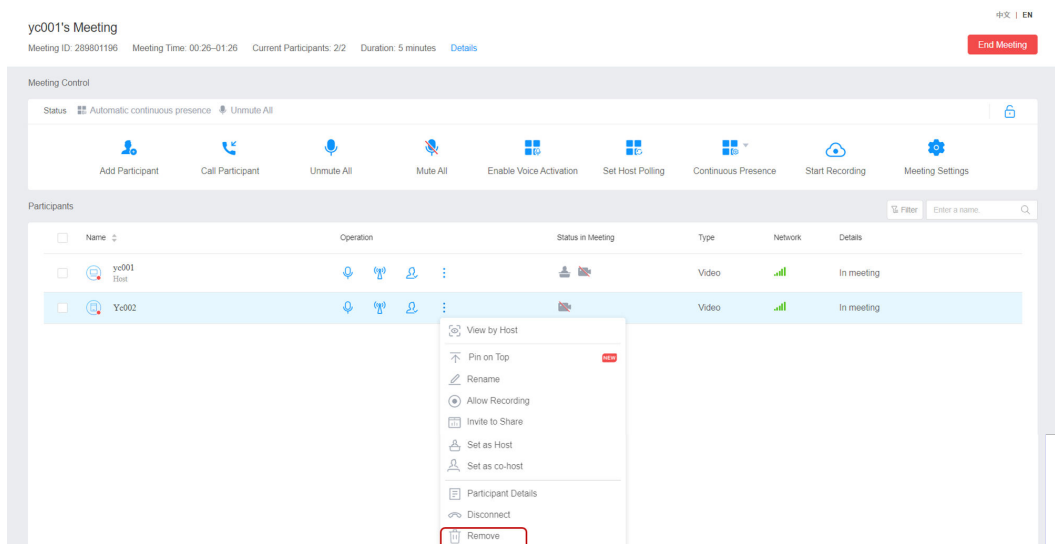 中文 | EN
yc001's Meeting
Meeting ID: 289801196 Meeting Time: 00:26–01:26 Current Participants: 2/2 Duration: 5 minutes Details
End Meeting
Meeting Control
Status Automatic continuous presence Unmute All
Add Participant Call Participant Unmute All Mute All Enable Voice Activation Set Host Polling Continuous Presence Start Recording Meeting Settings
Participants Filter Enter a name.
Name Operation Status in Meeting Type Network Details
yc001
Host
Video In meeting
Yc002 Video In meeting
View by Host
Pin on Top NEW
Rename
Allow Recording
Invite to Share
Set as Host
Set as co-host
Participant Details
Disconnect
Remove